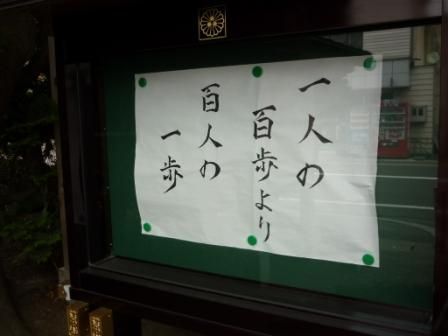 一人の
百歩より
百人の
一歩